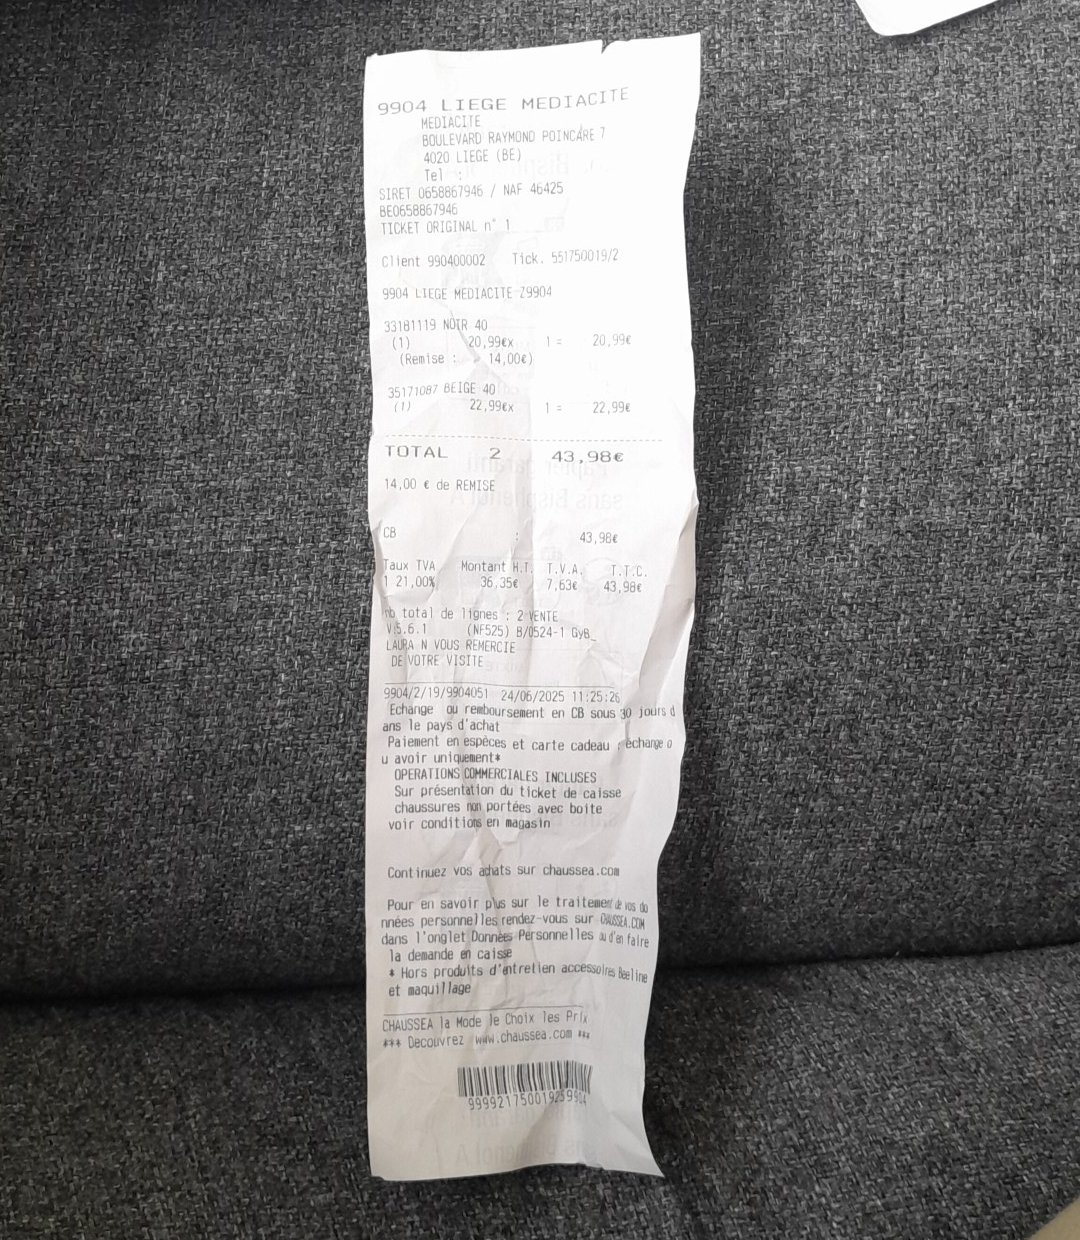 9904 LIEGE MEDIACITE
MEDIACITE
BOULEVARD RAYMOND POINCARE 7
4020 LIEGE (BE)
Tel :
SIRET 0658867946 / NAF 46425
BE0658867946
TICKET ORIGINAL n° 1
Client 990400002 Tick. 551750019/2
9904 LIEGE MEDIACITE Z9904
33181119 NOIR 40
(1) 20,99€x 1 = 20,99€
(Remise : 14,00€)
35171087 BEIGE 40
(1) 22,99€x 1 = 22,99€
TOTAL 2 43,98€
14,00 € de REMISE
CB : 43,98€
Taux TVA Montant H.T. T.V.A. T.T.C.
1 21,00% 36,35€ 7,63€ 43,98€
nb total de lignes : 2 VENTE
V.5.6.1 (NF525) B/0524-1 GyB_
LAURA N VOUS REMERCIE
DE VOTRE VISITE
9904/2/19/9904051 24/06/2025 11:25:26
Echange ou remboursement en CB sous 30 jours d
ans le pays d'achat
Paiement en espèces et carte cadeau : échange o
u avoir uniquement*
OPERATIONS COMMERCIALES INCLUSES
Sur présentation du ticket de caisse
chaussures non portées avec boite
voir conditions en magasin
Continuez vos achats sur chaussea.com
Pour en savoir plus sur le traitement de vos do
nnées personnelles rendez-vous sur CHAUSSEA.COM
dans l'onglet Données Personnelles ou d'en faire
la demande en caisse
* Hors produits d'entretien accessoires Beeline
et maquillage
CHAUSSEA la Mode le Choix les Prix
*** Decouvrez www.chaussea.com ***
9999217500192599904